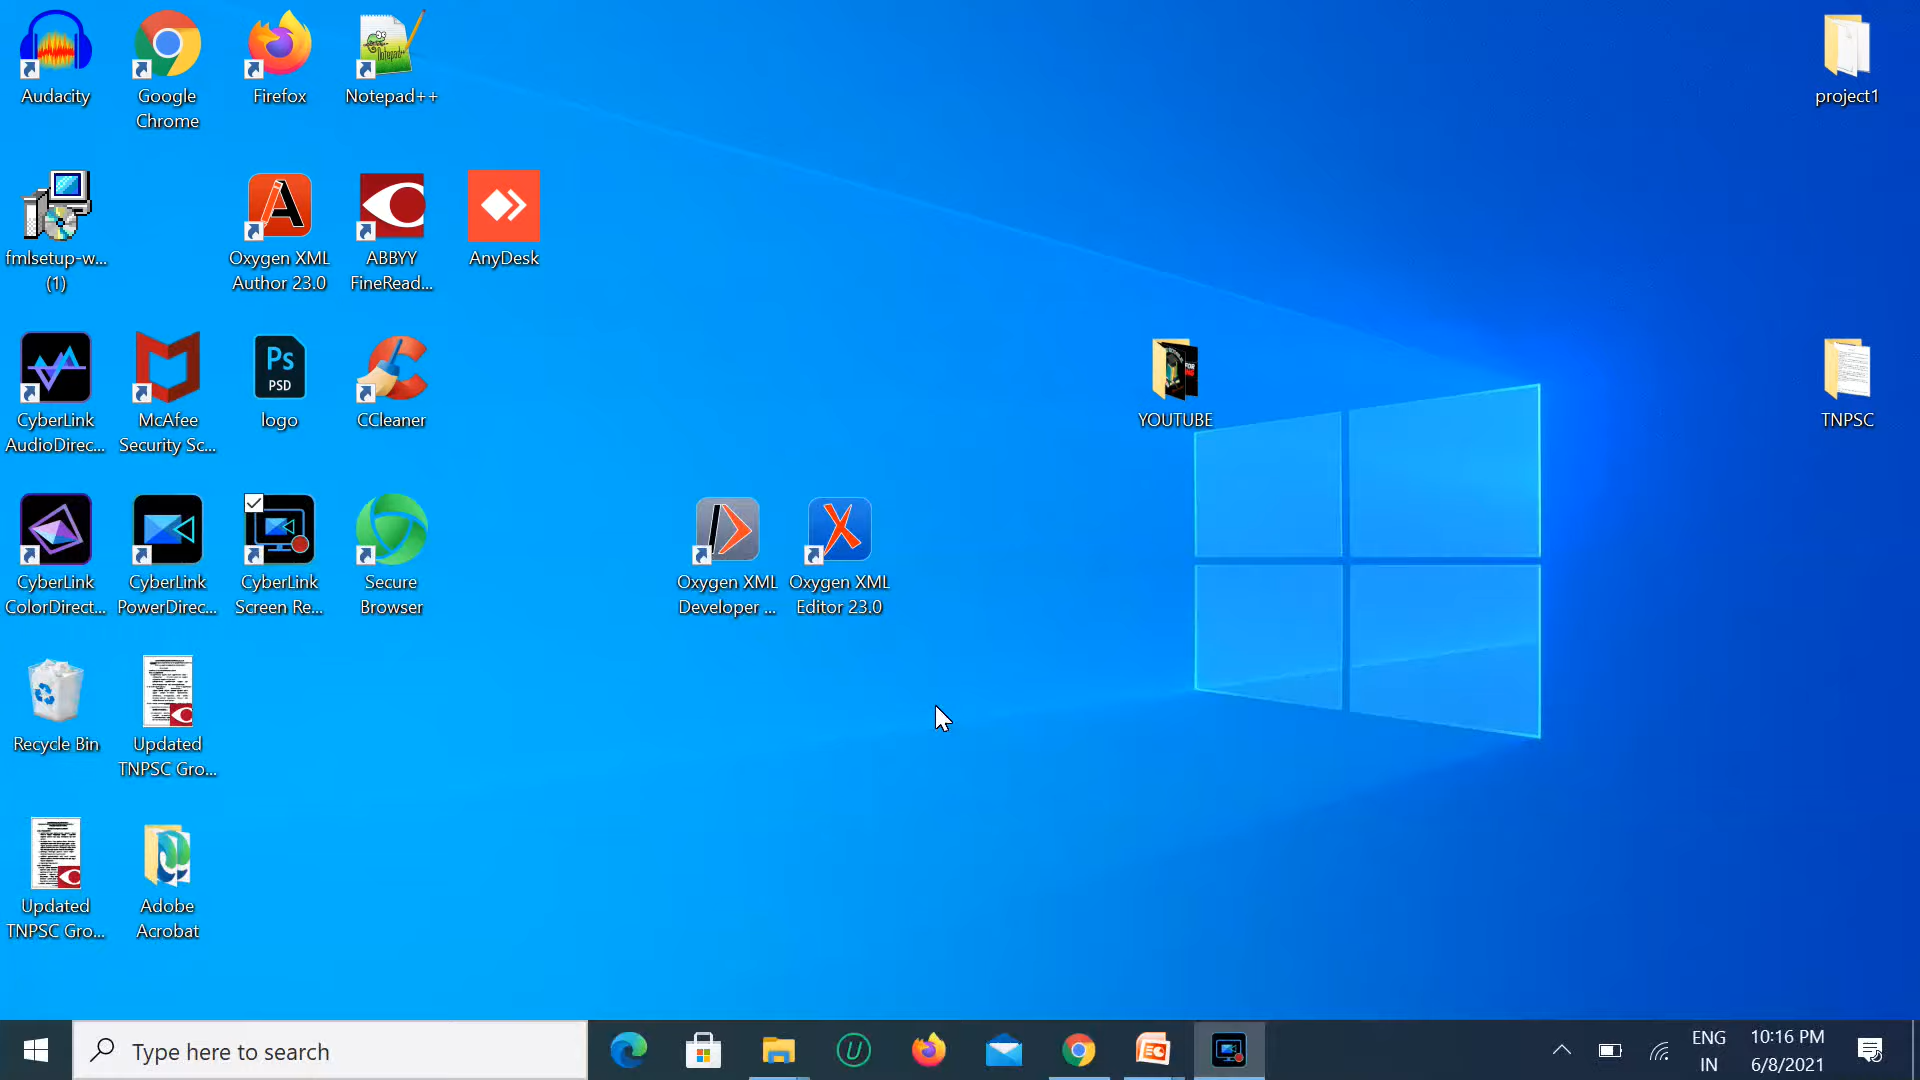 Audacity
Google
Chrome
Firefox
Notepad++
project1
fmlsetup-w...
(1)
Oxygen XML
Author 23.0
ABBYY
FineRead...
AnyDesk
CyberLink
AudioDirec...
McAfee
Security Sc...
Ps
PSD
logo
CCleaner
YOUTUBE
TNPSC
CyberLink
ColorDirect...
CyberLink
PowerDirec...
CyberLink
Screen Re...
Secure
Browser
Oxygen XML
Developer ...
Oxygen XML
Editor 23.0
Recycle Bin
Updated
TNPSC Gro...
Updated
TNPSC Gro...
Adobe
Acrobat
Type here to search
ENG
IN
10:16 PM
6/8/2021